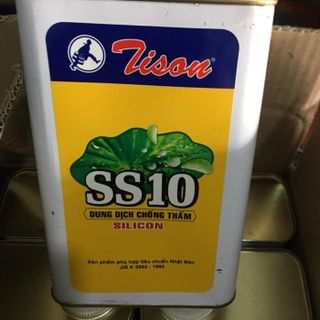 Tison®
SS10
DUNG DỊCH CHỐNG THẤM
SILICON
Sản phẩm phù hợp tiêu chuẩn Nhật Bản
JIS K 5962 : 1993